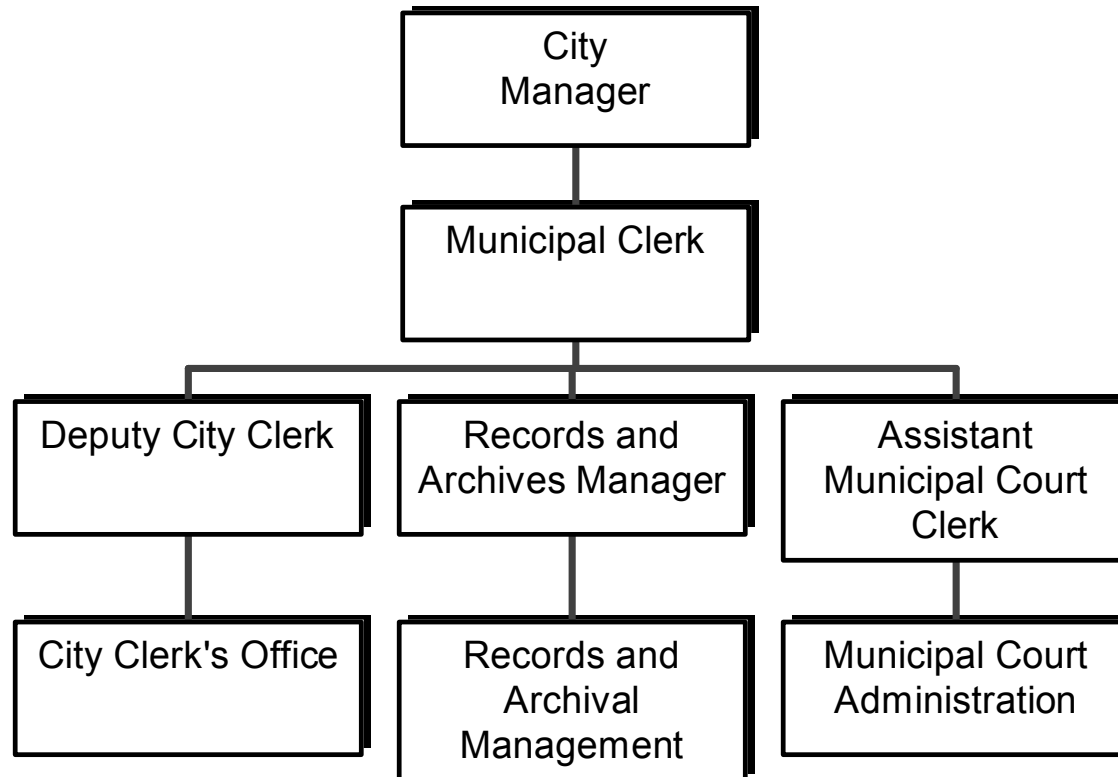 City
Manager
Municipal Clerk
Deputy City Clerk
Records and
Archives Manager
Assistant
Municipal Court
Clerk
City Clerk's Office
Records and
Archival
Management
Municipal Court
Administration